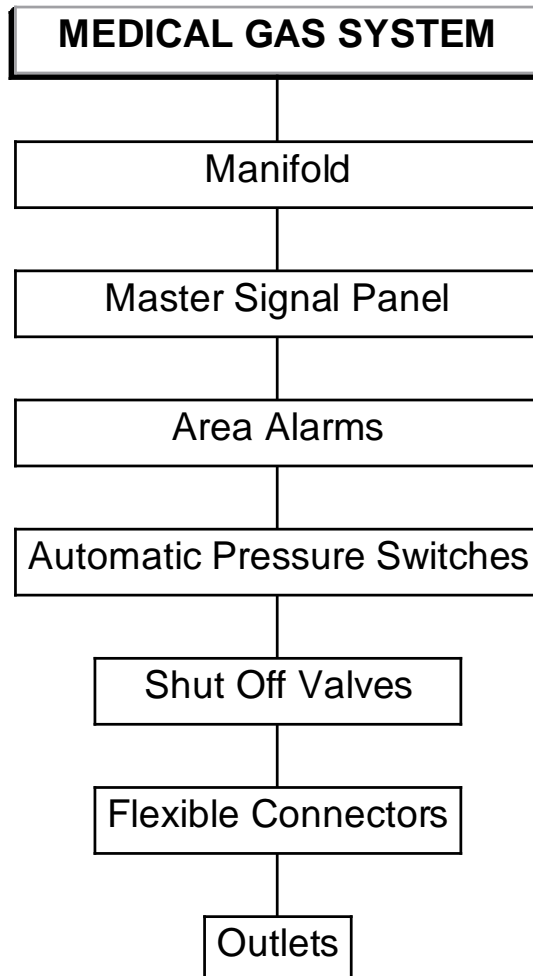 MEDICAL GAS SYSTEM
Manifold
Master Signal Panel
Area Alarms
Automatic Pressure Switches
Shut Off Valves
Flexible Connectors
Outlets